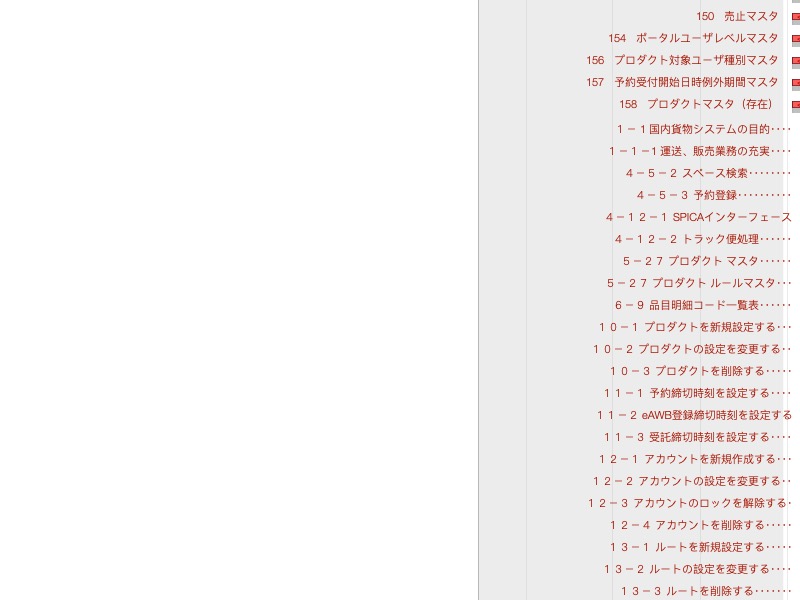 150 売止マスタ
154 ポータルユーザレベルマスタ
156 プロダクト対象ユーザ種別マスタ
157 予約受付開始日時例外期間マスタ
158 プロダクトマスタ（存在）
１－１国内貨物システムの目的････
１－１－１運送、販売業務の充実････
４－５－２ スペース検索････････
４－５－３ 予約登録･･････････
４－１２－１ SPICAインターフェース
４－１２－２ トラック便処理･･････
５－２７ プロダクト マスタ･･････
５－２７ プロダクト ルールマスタ･･･
６－９ 品目明細コード一覧表･･････
１０－１ プロダクトを新規設定する･･･
１０－２ プロダクトの設定を変更する･･
１０－３ プロダクトを削除する･････
１１－１ 予約締切時刻を設定する････
１１－２ eAWB登録締切時刻を設定する
１１－３ 受託締切時刻を設定する････
１２－１ アカウントを新規作成する･･･
１２－２ アカウントの設定を変更する･･
１２－３ アカウントのロックを解除する･
１２－４ アカウントを削除する･････
１３－１ ルートを新規設定する･････
１３－２ ルートの設定を変更する････
１３－３ ルートを削除する･･･････